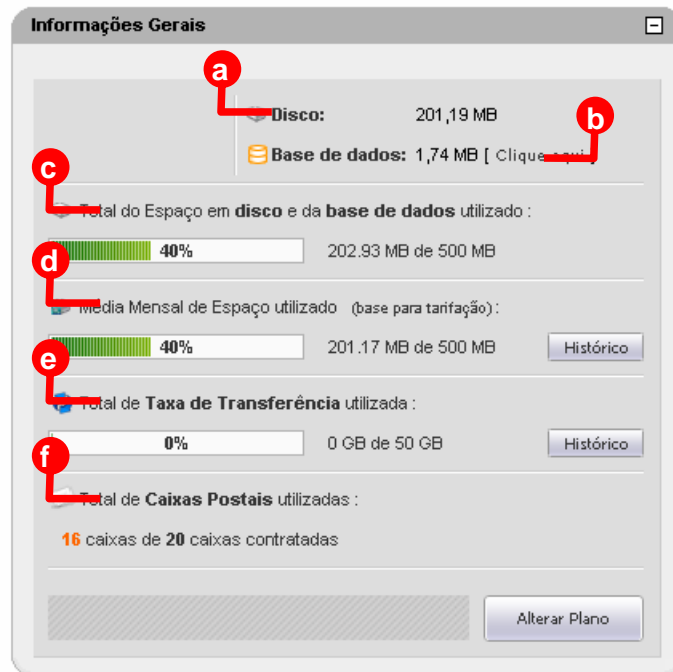 Informações Gerais
a
Disco: 201,19 MB
b
Base de dados: 1,74 MB [ Clique aqui ]
c
Total do Espaço em disco e da base de dados utilizado :
40% 202.93 MB de 500 MB
d
Média Mensal de Espaço utilizado (base para tarifação) :
40% 201.17 MB de 500 MB Histórico
e
Total de Taxa de Transferência utilizada :
0% 0 GB de 50 GB Histórico
f
Total de Caixas Postais utilizadas :
16 caixas de 20 caixas contratadas
Alterar Plano